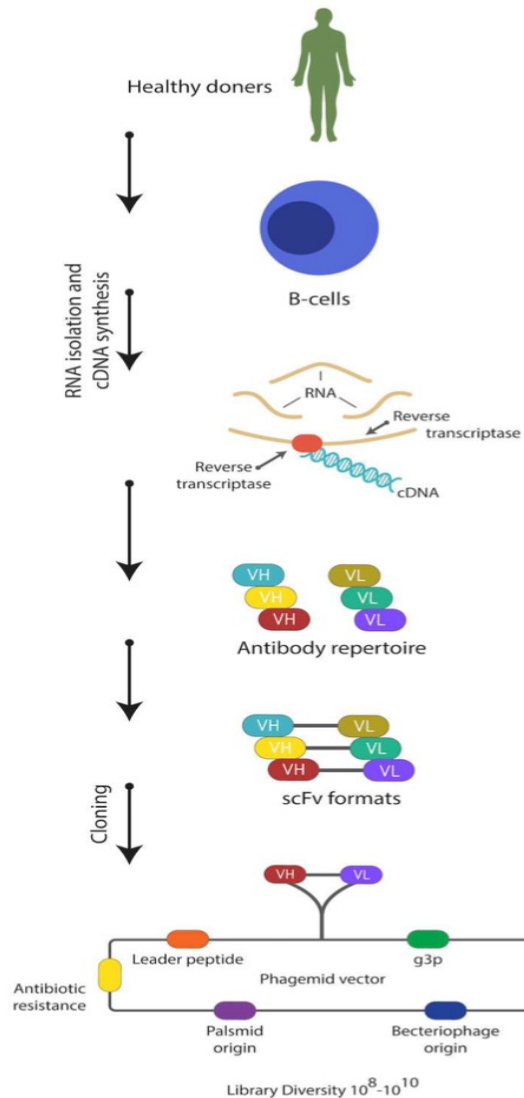 Healthy doners
B-cells
RNA isolation and
cDNA synthesis
RNA
Reverse
transcriptase
Reverse
transcriptase
cDNA
VH VL
VH VL
VH VL
Antibody repertoire
VH VL
VH VL
VH VL
scFv formats
Cloning
VH VL
Leader peptide
g3p
Antibiotic
resistance
Phagemid vector
Palsmid
origin
Becteriophage
origin
Library Diversity 10⁸-10¹⁰